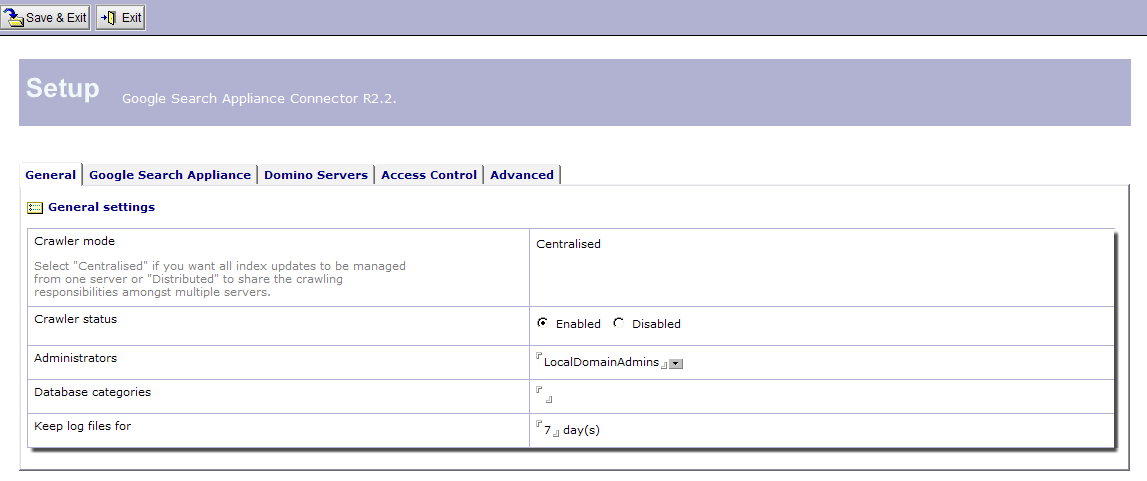 Save & Exit Exit
Setup Google Search Appliance Connector R2.2.
General Google Search Appliance Domino Servers Access Control Advanced
General settings
Crawler mode Centralised
Select "Centralised" if you want all index updates to be managed
from one server or "Distributed" to share the crawling
responsibilities amongst multiple servers.
Crawler status Enabled Disabled
Administrators LocalDomainAdmins
Database categories
Keep log files for 7 day(s)